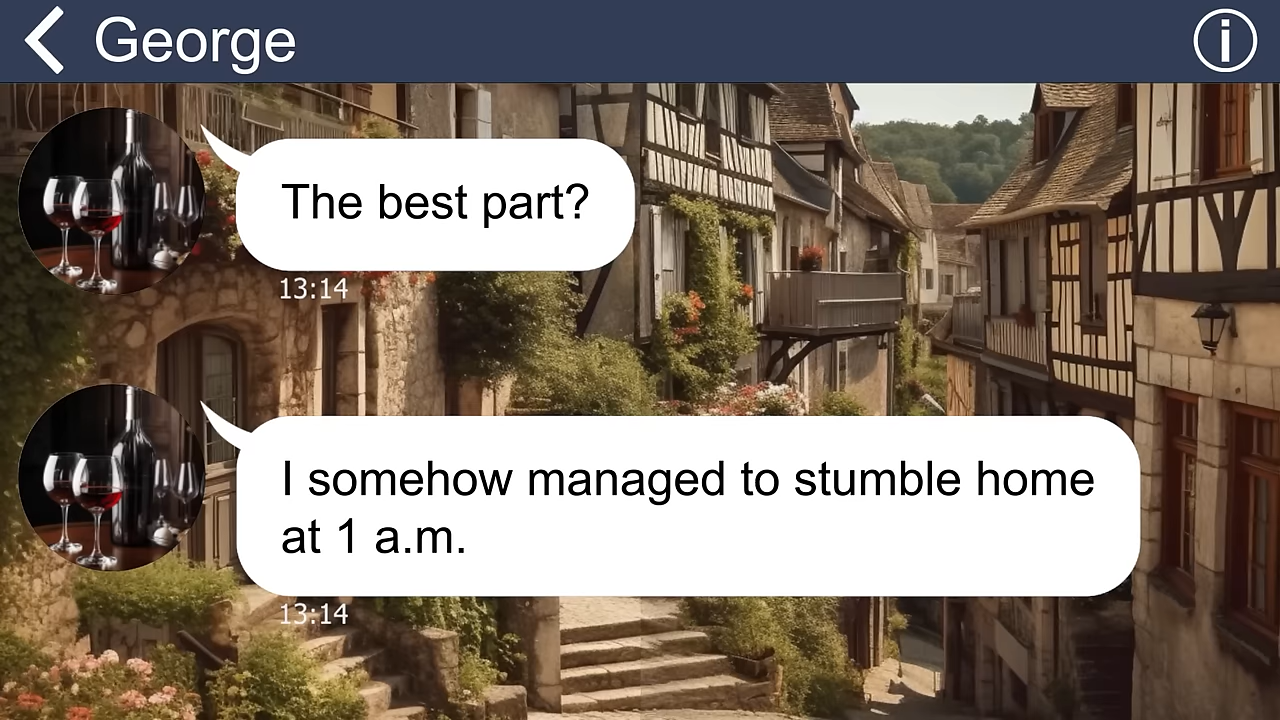 George
The best part?
13:14
I somehow managed to stumble home
at 1 a.m.
13:14